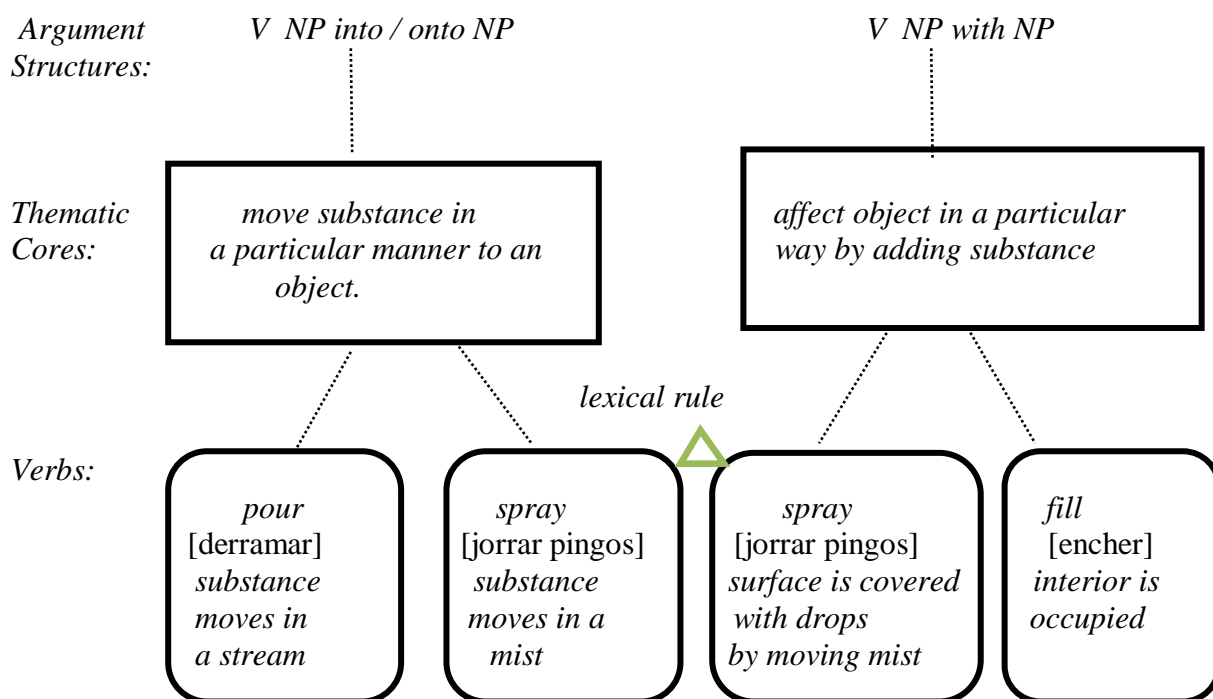 Argument
Structures:
V NP into / onto NP
V NP with NP
Thematic
Cores:
move substance in
a particular manner to an
object.
affect object in a particular
way by adding substance
lexical rule
Verbs:
pour
[derramar]
substance
moves in
a stream
spray
[jorrar pingos]
substance
moves in a
mist
spray
[jorrar pingos]
surface is covered
with drops
by moving mist
fill
[encher]
interior is
occupied